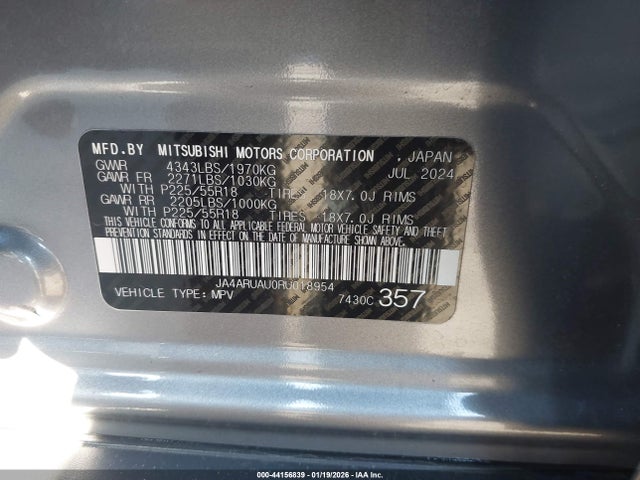 MFD.BY MITSUBISHI MOTORS CORPORATION , JAPAN
GVWR 4343LBS/1970KG JUL 2024
GAWR FR 2271LBS/1030KG
WITH P225/55R18 TIRES 18X7.0J RIMS
GAWR RR 2205LBS/1000KG
WITH P225/55R18 TIRES 18X7.0J RIMS
THIS VEHICLE CONFORMS TO ALL APPLICABLE FEDERAL MOTOR VEHICLE SAFETY AND THEFT
PREVENTION STANDARDS IN EFFECT ON THE DATE OF MANUFACTURE SHOWN ABOVE.
JA4ARUAU0RU018954
VEHICLE TYPE: MPV 7430C 357
000-44156839 - 01/19/2026 - IAA Corp.